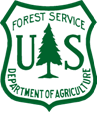 FOREST SERVICE
U S
DEPARTMENT OF AGRICULTURE